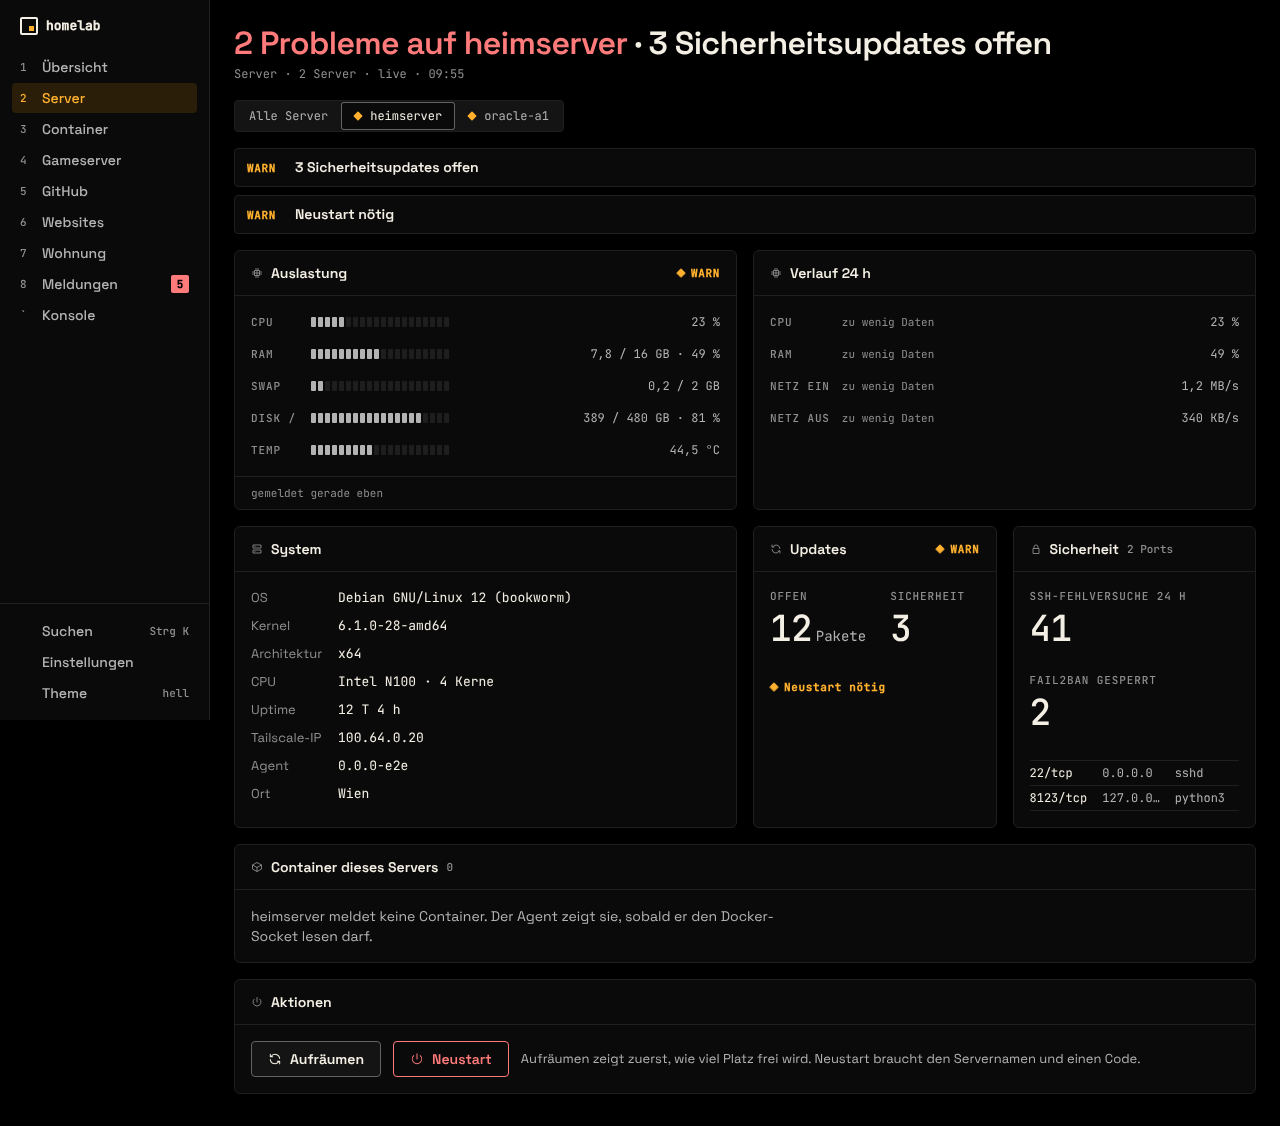 homelab
1 Übersicht
2 Server
3 Container
4 Gameserver
5 GitHub
6 Websites
7 Wohnung
8 Meldungen 5
` Konsole
Suchen Strg K
Einstellungen
Theme hell
2 Probleme auf heimserver · 3 Sicherheitsupdates offen
Server · 2 Server · live · 09:55
Alle Server ◆ heimserver ◆ oracle-a1
WARN 3 Sicherheitsupdates offen
WARN Neustart nötig
Auslastung ◆ WARN
CPU 23 %
RAM 7,8 / 16 GB · 49 %
SWAP 0,2 / 2 GB
DISK / 389 / 480 GB · 81 %
TEMP 44,5 °C
gemeldet gerade eben
Verlauf 24 h
CPU zu wenig Daten 23 %
RAM zu wenig Daten 49 %
NETZ EIN zu wenig Daten 1,2 MB/s
NETZ AUS zu wenig Daten 340 KB/s
System
OS Debian GNU/Linux 12 (bookworm)
Kernel 6.1.0-28-amd64
Architektur x64
CPU Intel N100 · 4 Kerne
Uptime 12 T 4 h
Tailscale-IP 100.64.0.20
Agent 0.0.0-e2e
Ort Wien
Updates ◆ WARN
OFFEN SICHERHEIT
12 Pakete 3
◆ Neustart nötig
Sicherheit 2 Ports
SSH-FEHLVERSUCHE 24 H
41
FAIL2BAN GESPERRT
2
22/tcp 0.0.0.0 sshd
8123/tcp 127.0.0… python3
Container dieses Servers 0
heimserver meldet keine Container. Der Agent zeigt sie, sobald er den Docker-
Socket lesen darf.
Aktionen
Aufräumen Neustart Aufräumen zeigt zuerst, wie viel Platz frei wird. Neustart braucht den Servernamen und einen Code.